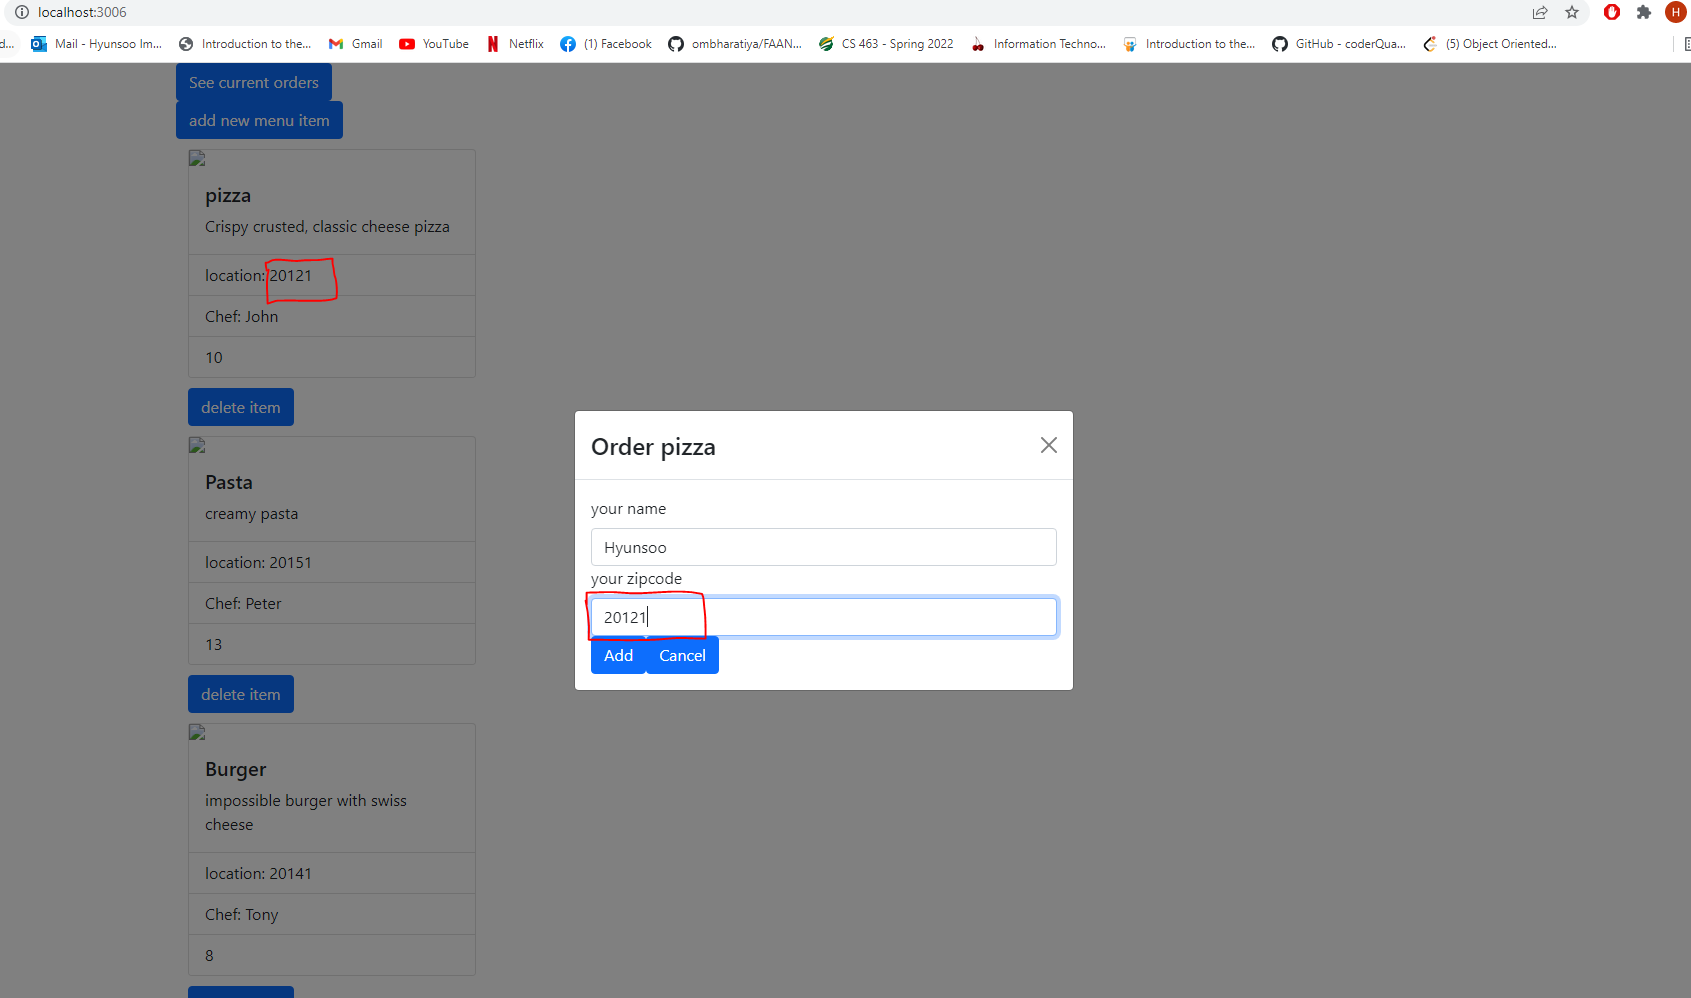 localhost:3006
H
d... Mail - Hyunsoo Im... Introduction to the... Gmail YouTube Netflix (1) Facebook ombharatiya/FAAN... CS 463 - Spring 2022 Information Techno... Introduction to the... GitHub - coderQua... (5) Object Oriented...
See current orders
add new menu item
pizza
Crispy crusted, classic cheese pizza
location: 20121
Chef: John
10
delete item
Pasta
creamy pasta
location: 20151
Chef: Peter
13
delete item
Burger
impossible burger with swiss
cheese
location: 20141
Chef: Tony
8
Order pizza
your name
Hyunsoo
your zipcode
20121
Add Cancel